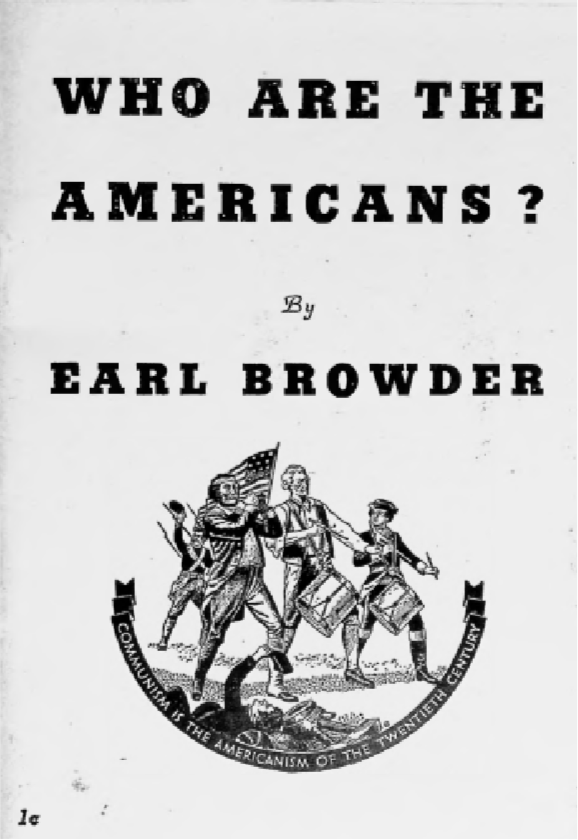 WHO ARE THE
AMERICANS?
By
EARL BROWDER
COMMUNISM IS THE AMERICANISM OF THE TWENTIETH CENTURY
1¢